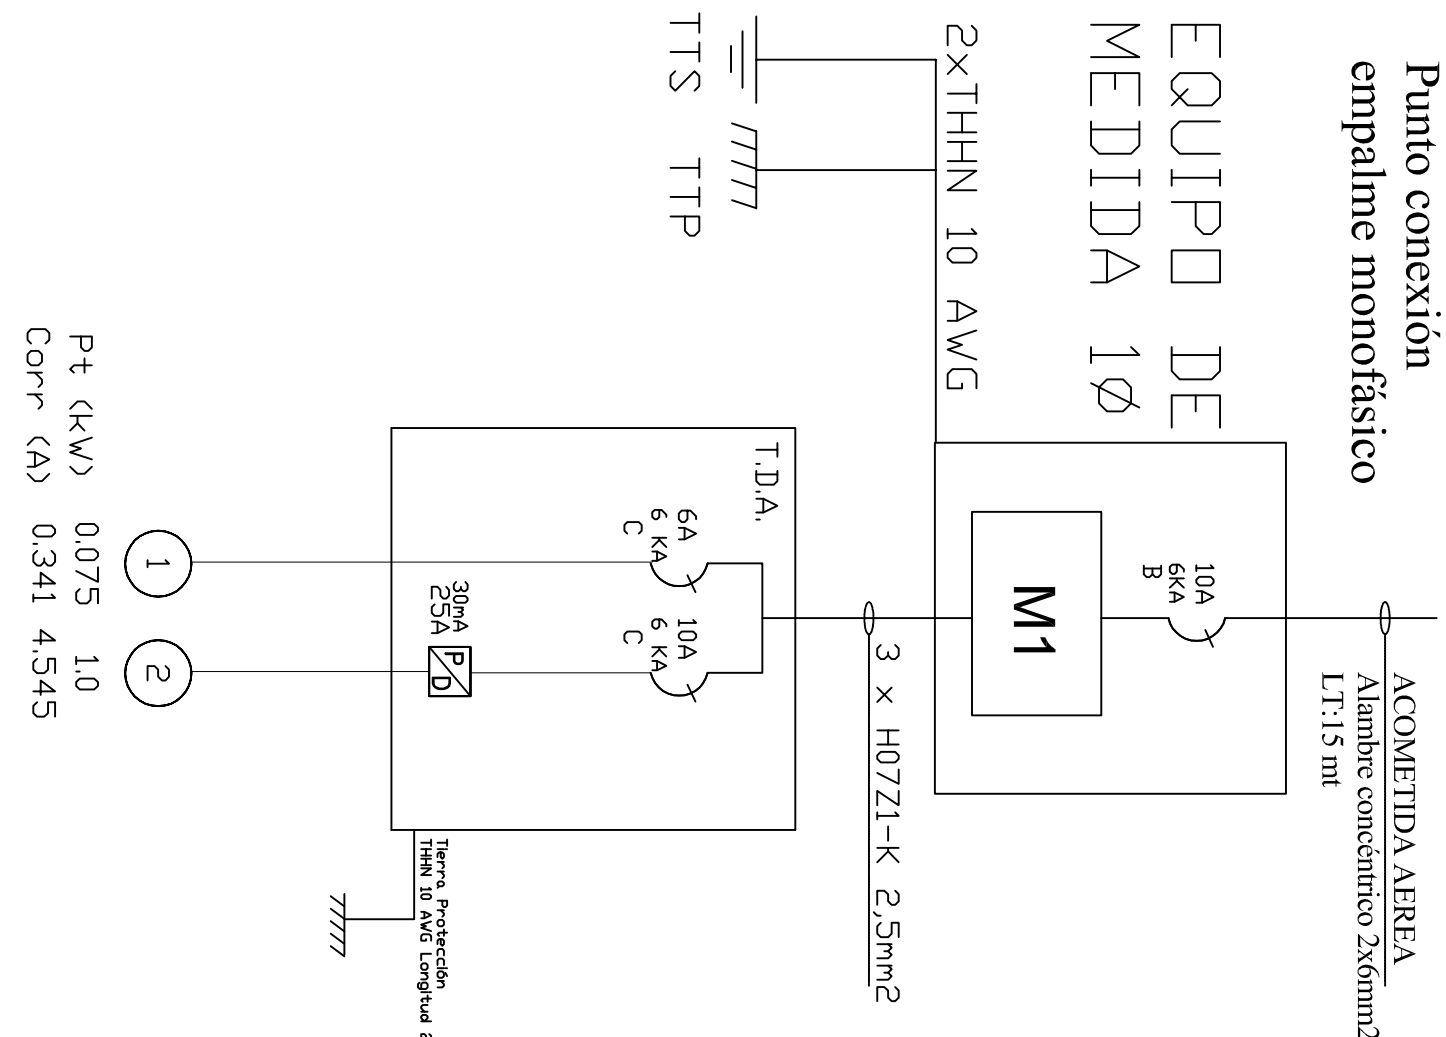 Punto conexión
empalme monofásico
ACOMETIDA AEREA
Alambre concéntrico 2x6mm2
LT:15 mt
EQUIPO DE
MEDIDA 1Ø
10A
6KA
B
M1
2xTHHN 10 AWG
3 x H07Z1-K 2,5mm2
TTS TTP
T.D.A.
6A
6 KA
C
10A
6 KA
C
30mA
25A
P/D
Tierra Protección
THHN 10 AWG Longitud
1
2
Pt (kW) 0.075 1.0
Corr (A) 0.341 4.545